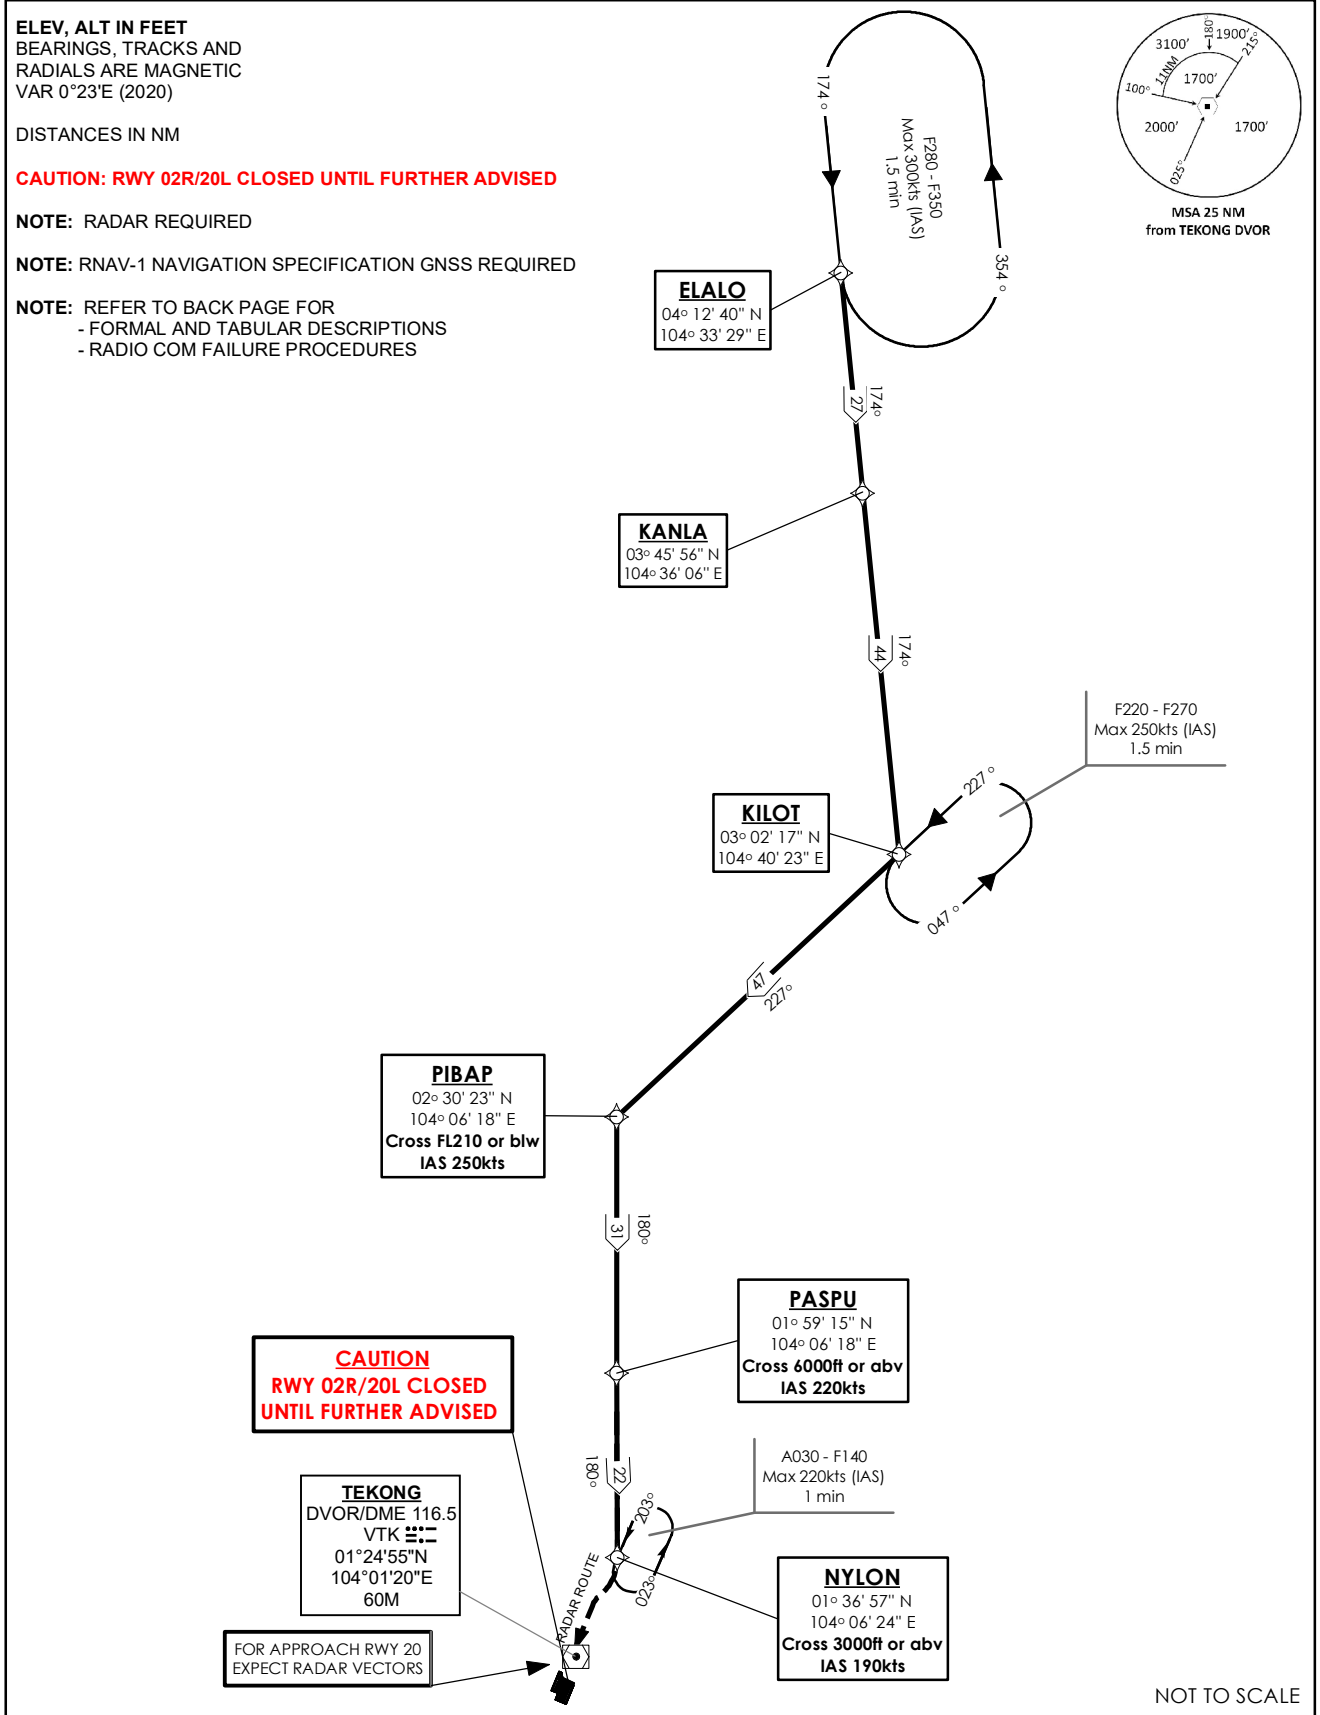 ELEV, ALT IN FEET
BEARINGS, TRACKS AND
RADIALS ARE MAGNETIC
VAR 0°23'E (2020)
DISTANCES IN NM
CAUTION: RWY 02R/20L CLOSED UNTIL FURTHER ADVISED
NOTE: RADAR REQUIRED
NOTE: RNAV-1 NAVIGATION SPECIFICATION GNSS REQUIRED
NOTE: REFER TO BACK PAGE FOR
- FORMAL AND TABULAR DESCRIPTIONS
- RADIO COM FAILURE PROCEDURES
174°
F280 - F350
Max 300kts (IAS)
1.5 min
354°
180°
3100'
1900'
215°
11NM
1700'
100°
2000'
1700'
025°
MSA 25 NM
from TEKONG DVOR
ELALO
04° 12' 40" N
104° 33' 29" E
27
174°
KANLA
03° 45' 56" N
104° 36' 06" E
44
174°
F220 - F270
Max 250kts (IAS)
1.5 min
227°
KILOT
03° 02' 17" N
104° 40' 23" E
047°
47
227°
PIBAP
02° 30' 23" N
104° 06' 18" E
Cross FL210 or blw
IAS 250kts
31
180°
PASPU
01° 59' 15" N
104° 06' 18" E
Cross 6000ft or abv
IAS 220kts
CAUTION
RWY 02R/20L CLOSED
UNTIL FURTHER ADVISED
A030 - F140
Max 220kts (IAS)
1 min
180°
22
203°
023°
TEKONG
DVOR/DME 116.5
VTK
01°24'55"N
104°01'20"E
60M
RADAR ROUTE
NYLON
01° 36' 57" N
104° 06' 24" E
Cross 3000ft or abv
IAS 190kts
FOR APPROACH RWY 20
EXPECT RADAR VECTORS
NOT TO SCALE